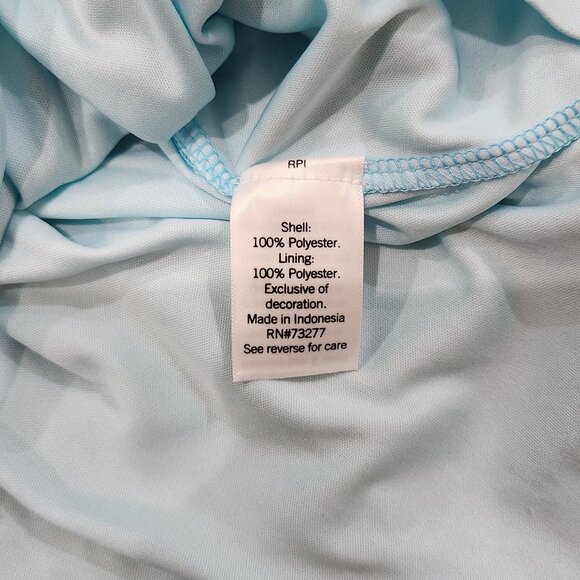 RPI
Shell:
100% Polyester.
Lining:
100% Polyester.
Exclusive of
decoration.
Made in Indonesia
RN#73277
See reverse for care